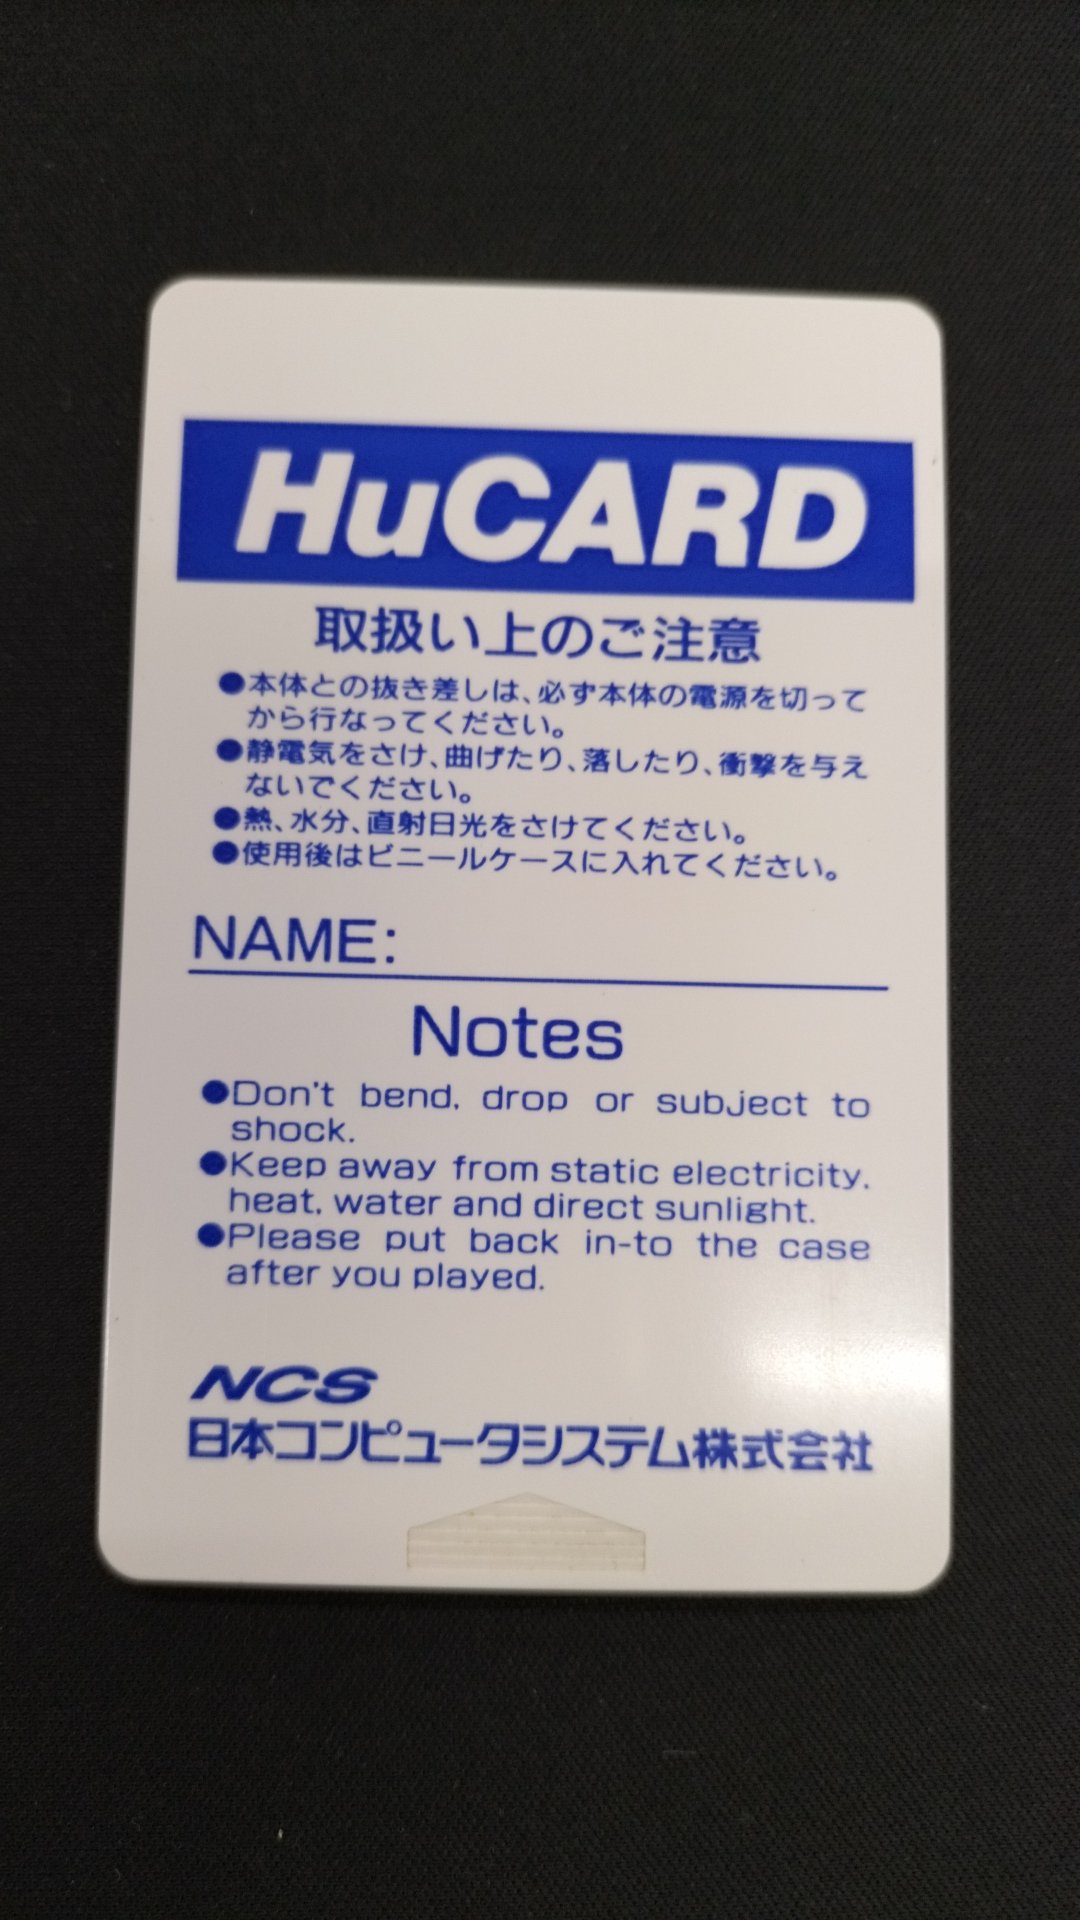 HuCARD
取扱い上のご注意
●本体との抜き差しは、必ず本体の電源を切って
から行なってください。
●静電気をさけ、曲げたり、落したり、衝撃を与え
ないでください。
●熱、水分、直射日光をさけてください。
●使用後はビニールケースに入れてください。
NAME:
Notes
●Don't bend, drop or subject to
shock.
●Keep away from static electricity,
heat, water and direct sunlight.
●Please put back in-to the case
after you played.
NCS
日本コンピュータシステム株式会社